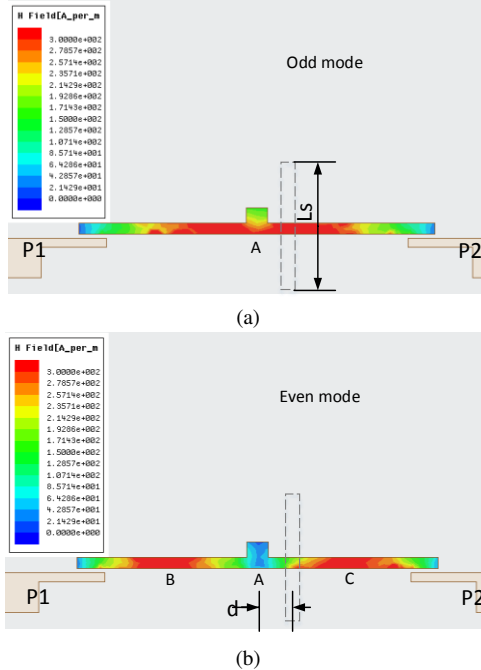 H Field[A_per_m
3.0000e+002
2.7857e+002
2.5714e+002
2.3571e+002
2.1429e+002
1.9286e+002
1.7143e+002
1.5000e+002
1.2857e+002
1.0714e+002
8.5714e+001
6.4286e+001
4.2857e+001
2.1429e+001
0.0000e+000
Odd mode
Ls
P1
A
P2
(a)
H Field[A_per_m
3.0000e+002
2.7857e+002
2.5714e+002
2.3571e+002
2.1429e+002
1.9286e+002
1.7143e+002
1.5000e+002
1.2857e+002
1.0714e+002
8.5714e+001
6.4286e+001
4.2857e+001
2.1429e+001
0.0000e+000
Even mode
B
A
C
P1
d
P2
(b)